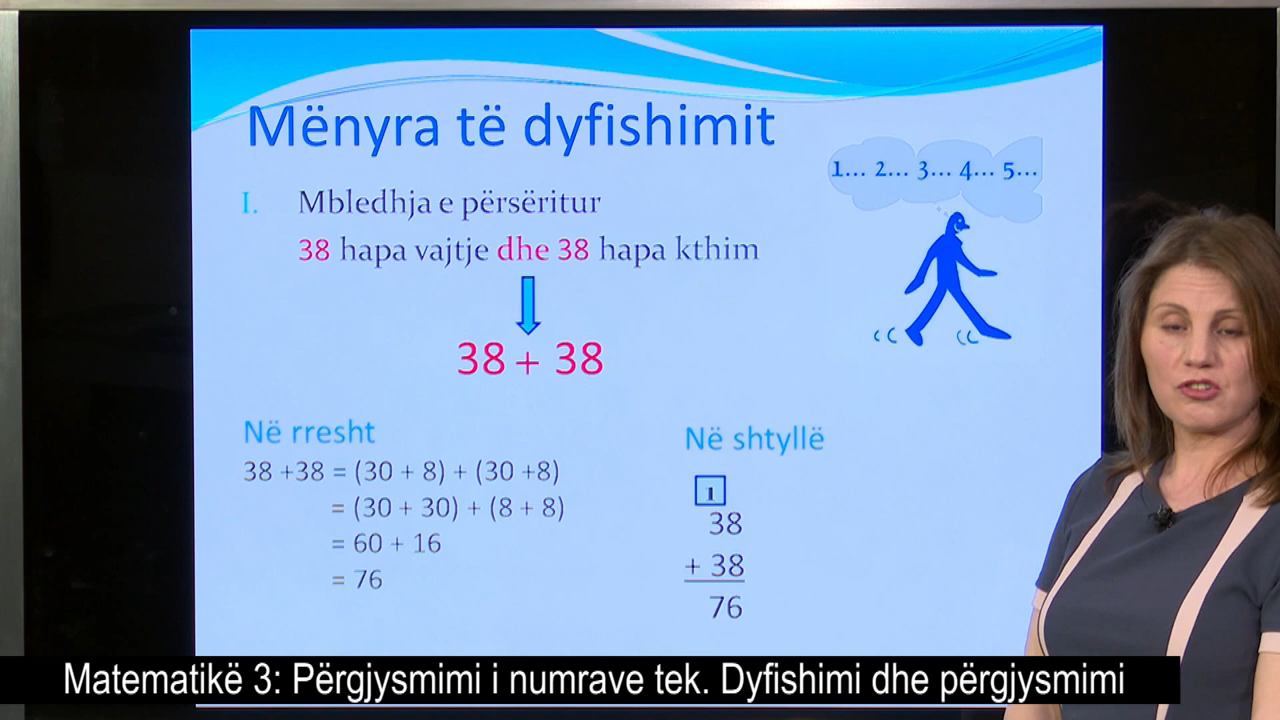 Mënyra të dyfishimit
1... 2... 3... 4... 5...
I. Mbledhja e përsëritur
38 hapa vajtje dhe 38 hapa kthim
38 + 38
Në rresht
38 +38 = (30 + 8) + (30 +8)
= (30 + 30) + (8 + 8)
= 60 + 16
= 76
Në shtyllë
1
38
+ 38
76
Matematikë 3: Përgjysmimi i numrave tek. Dyfishimi dhe përgjysmimi